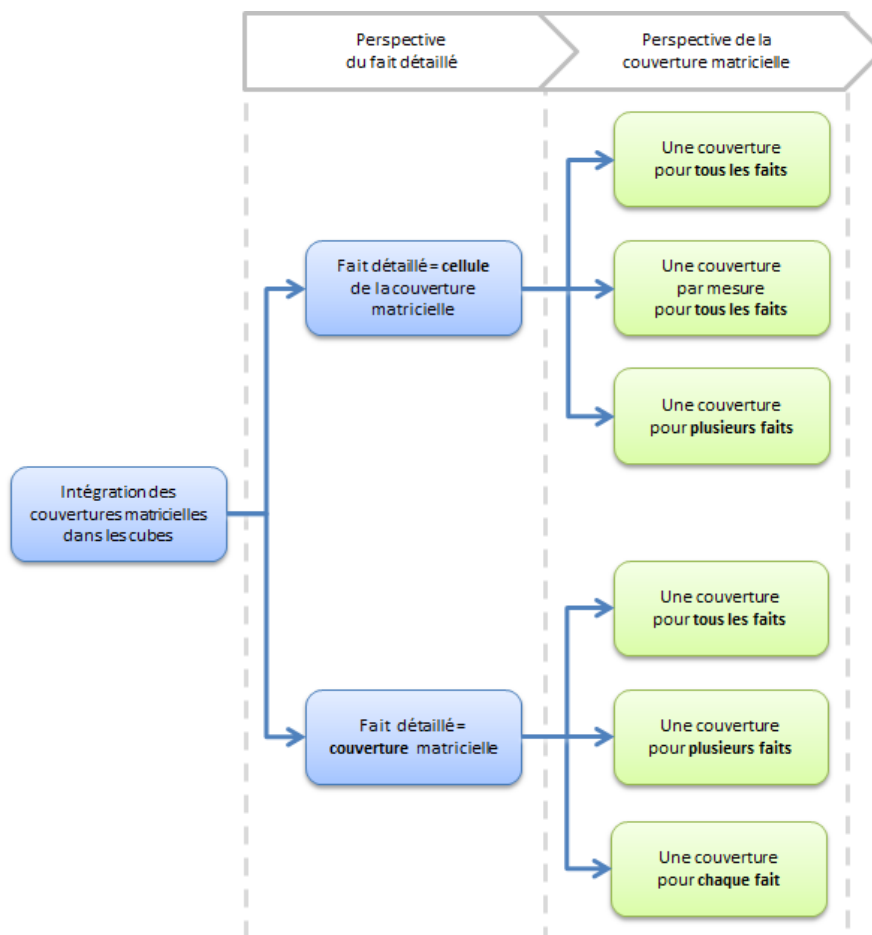 Perspective
du fait détaillé
Perspective de la
couverture matricielle
Une couverture
pour tous les faits
Fait détaillé = cellule
de la couverture
matricielle
Une couverture
par mesure
pour tous les faits
Une couverture
pour plusieurs faits
Intégration des
couvertures matricielles
dans les cubes
Une couverture
pour tous les faits
Fait détaillé =
couverture matricielle
Une couverture
pour plusieurs faits
Une couverture
pour chaque fait